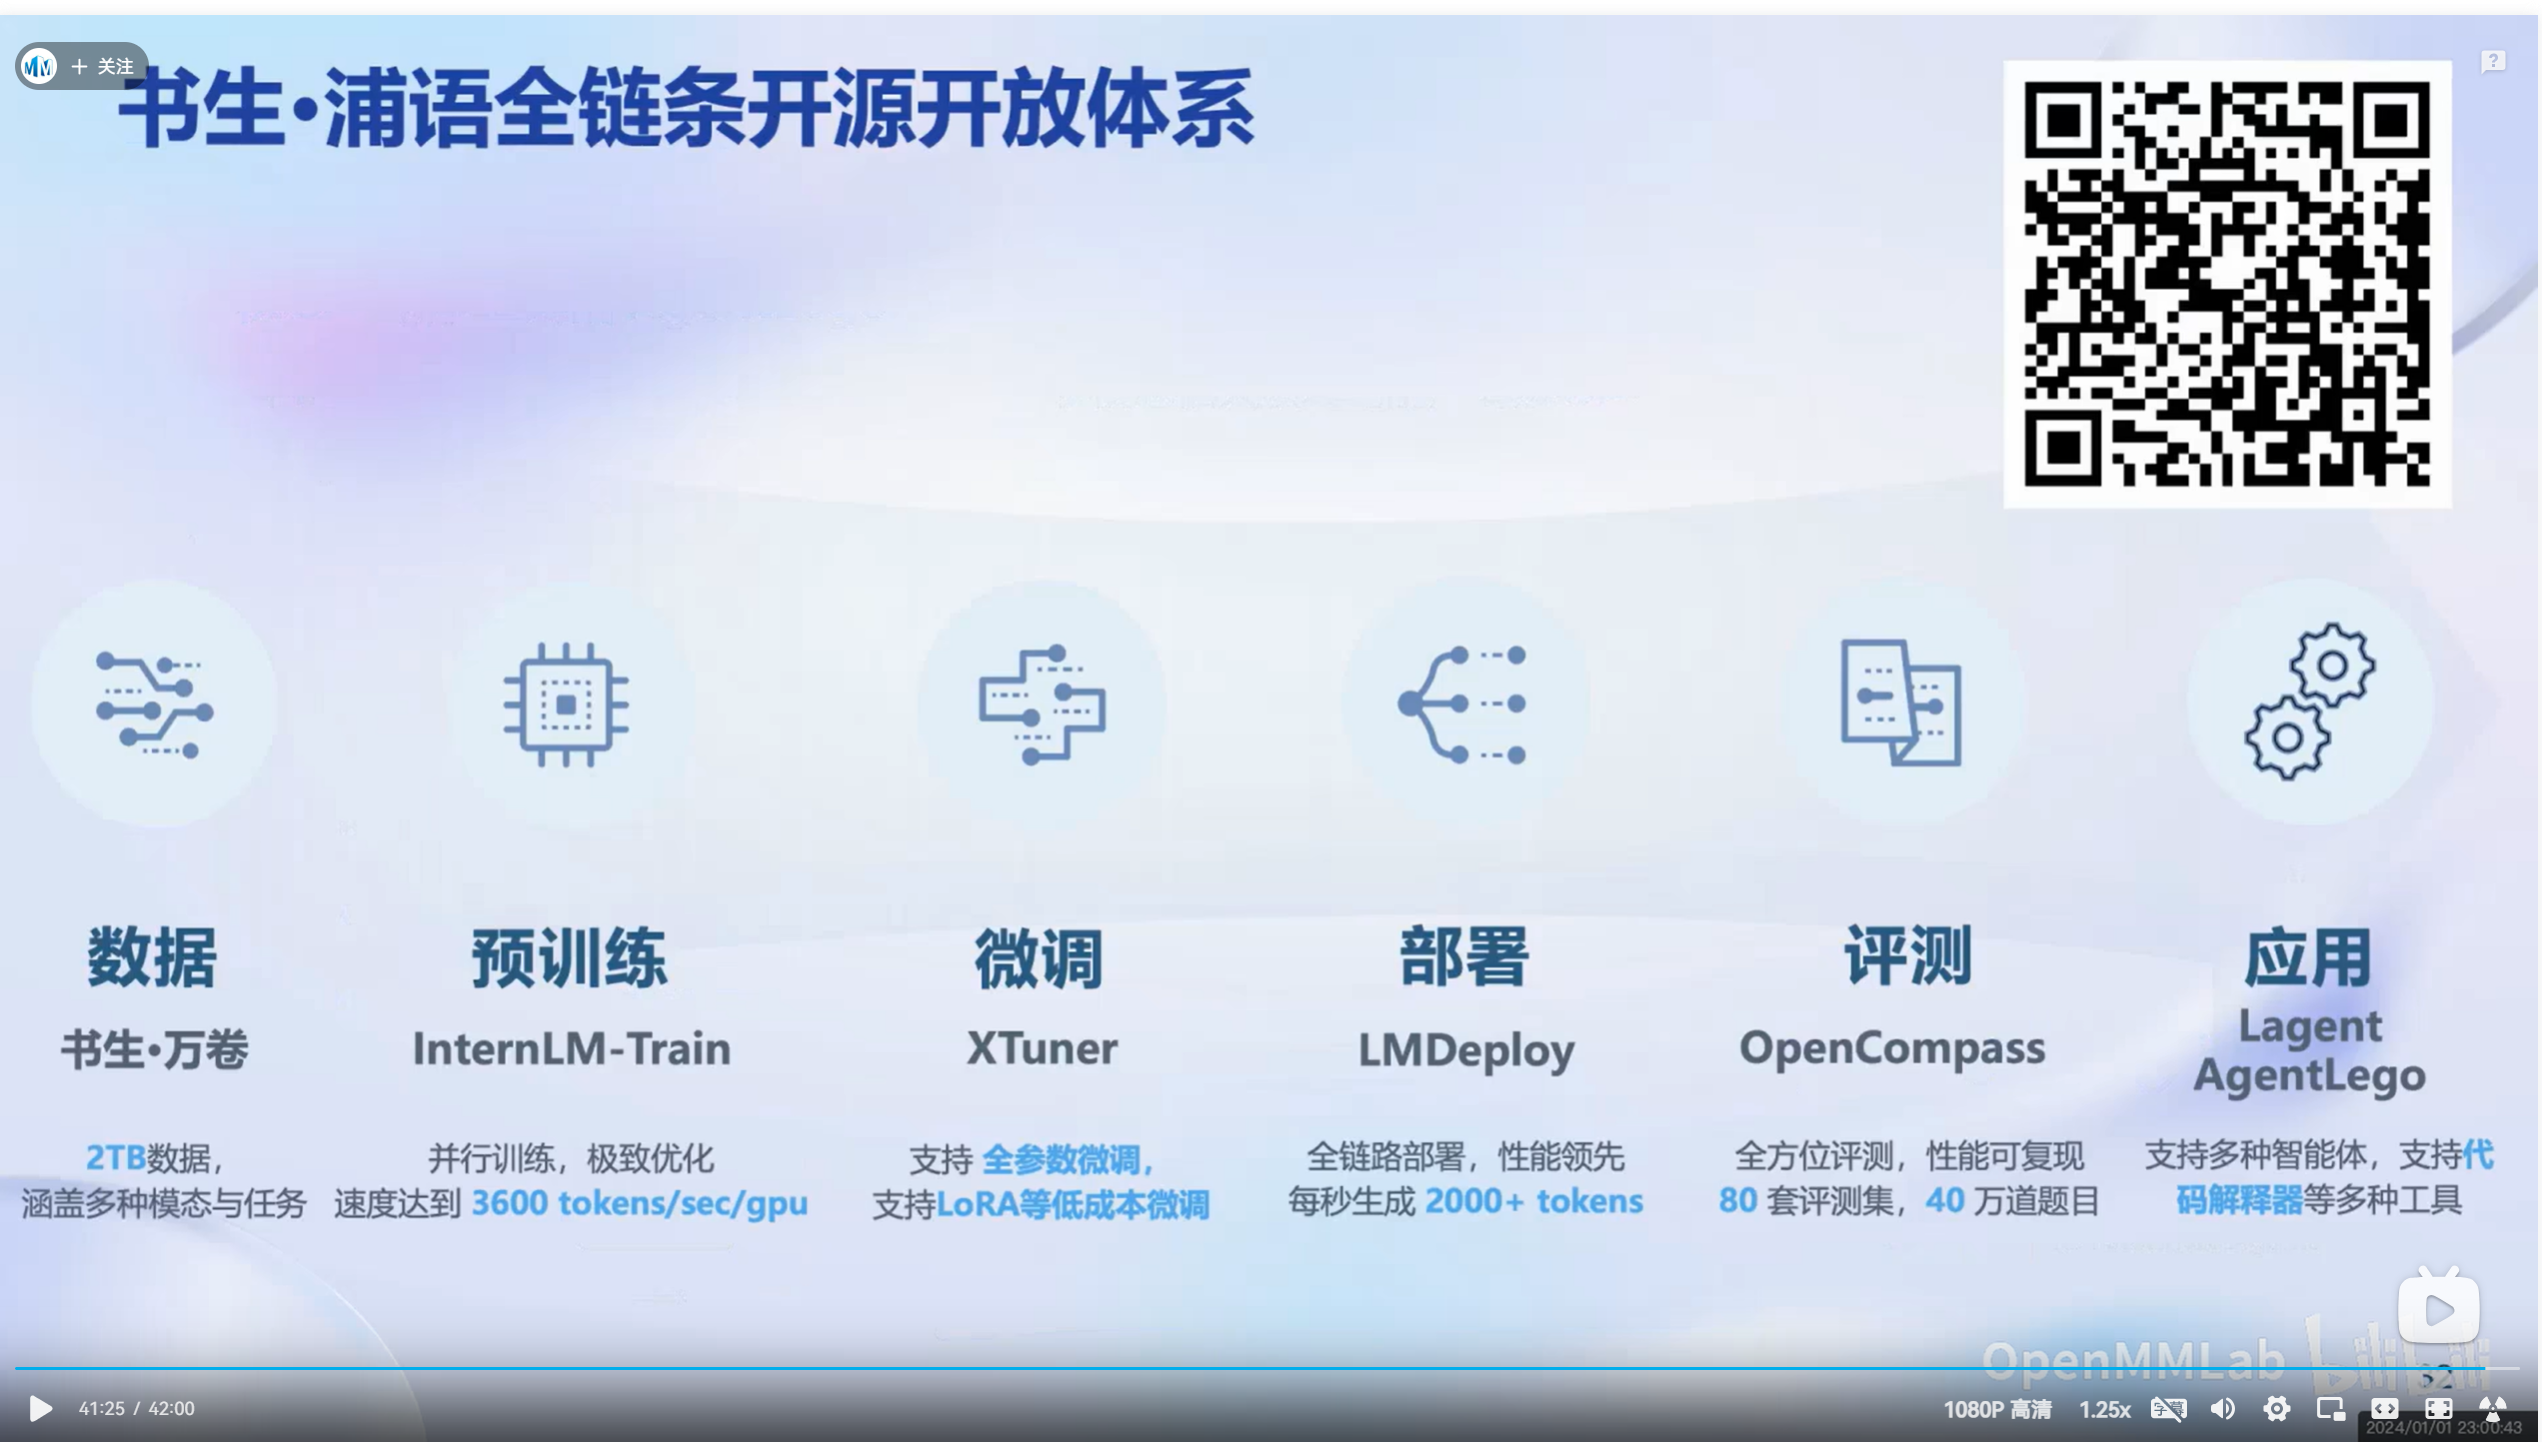 + 关注
书生·浦语全链条开源开放体系
数据
书生·万卷
2TB数据，
涵盖多种模态与任务
预训练
InternLM-Train
并行训练，极致优化
速度达到 3600 tokens/sec/gpu
微调
XTuner
支持 全参数微调，
支持LoRA等低成本微调
部署
LMDeploy
全链路部署，性能领先
每秒生成 2000+ tokens
评测
OpenCompass
全方位评测，性能可复现
80 套评测集，40 万道题目
应用
Lagent
AgentLego
支持多种智能体，支持代
码解释器等多种工具
OpenMMLab bilibili
32
41:25 / 42:00
1080P 高清
1.25x
字幕
2024/01/01 23:00:43